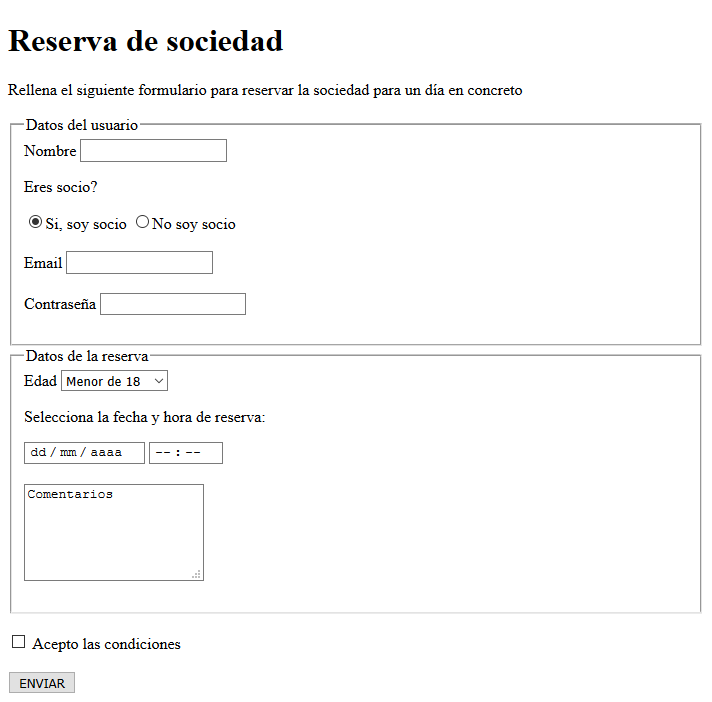 Reserva de sociedad
Rellena el siguiente formulario para reservar la sociedad para un día en concreto
Datos del usuario
Nombre
Eres socio?
Si, soy socio No soy socio
Email
Contraseña
Datos de la reserva
Edad Menor de 18
Selecciona la fecha y hora de reserva:
dd / mm / aaaa -- : --
Comentarios
Acepto las condiciones
ENVIAR